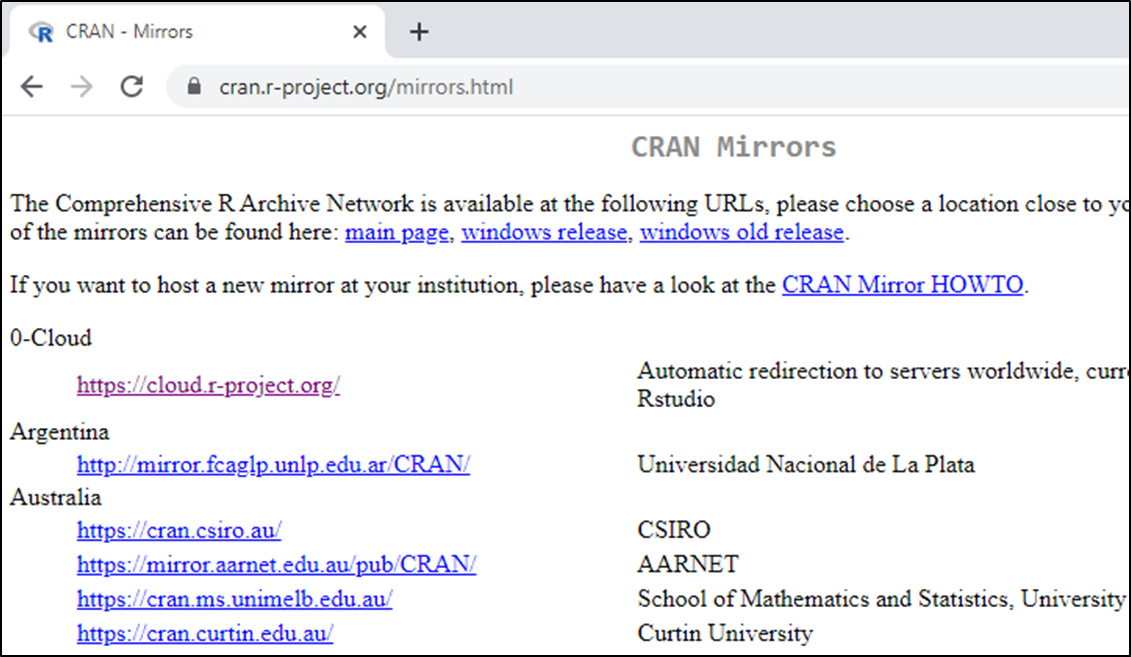 CRAN - Mirrors
cran.r-project.org/mirrors.html
CRAN Mirrors
The Comprehensive R Archive Network is available at the following URLs, please choose a location close to
of the mirrors can be found here: main page, windows release, windows old release.
If you want to host a new mirror at your institution, please have a look at the CRAN Mirror HOWTO.
0-Cloud
https://cloud.r-project.org/
Automatic redirection to servers worldwide,
Rstudio
Argentina
http://mirror.fcaglp.unlp.edu.ar/CRAN/ Universidad Nacional de La Plata
Australia
https://cran.csiro.au/ CSIRO
https://mirror.aarnet.edu.au/pub/CRAN/ AARNET
https://cran.ms.unimelb.edu.au/ School of Mathematics and Statistics, University
https://cran.curtin.edu.au/ Curtin University